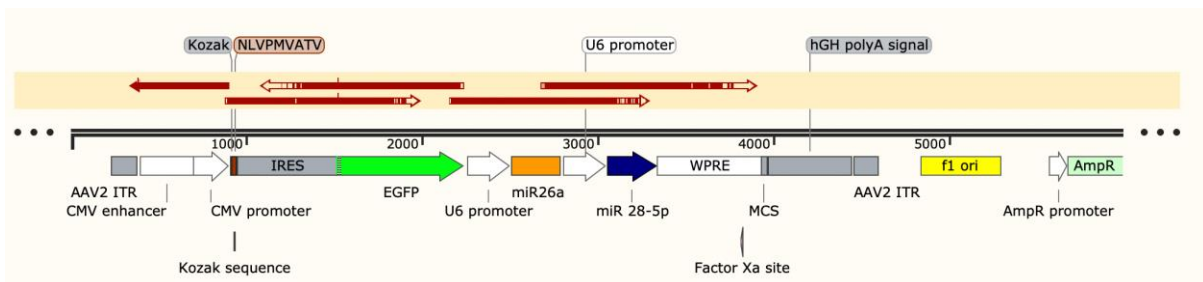 Kozak NLVPMVATV U6 promoter hGH polyA signal
1000 2000 3000 4000 5000
IRES WPRE f1 ori AmpR
AAV2 ITR EGFP miR26a AAV2 ITR
CMV enhancer CMV promoter U6 promoter miR 28-5p MCS AmpR promoter
Kozak sequence Factor Xa site